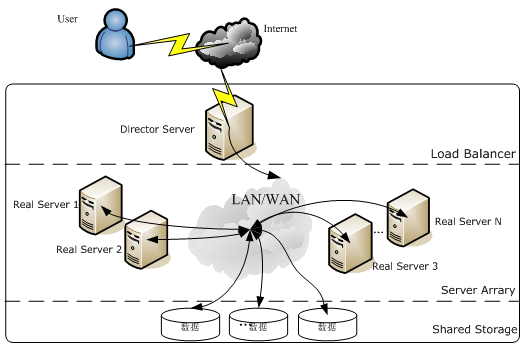 User
Internet
Director Server
Load Balancer
LAN/WAN
Real Server 1
Real Server 2
Real Server N
...
Real Server 3
Server Arrary
数据
...数据
数据
Shared Storage